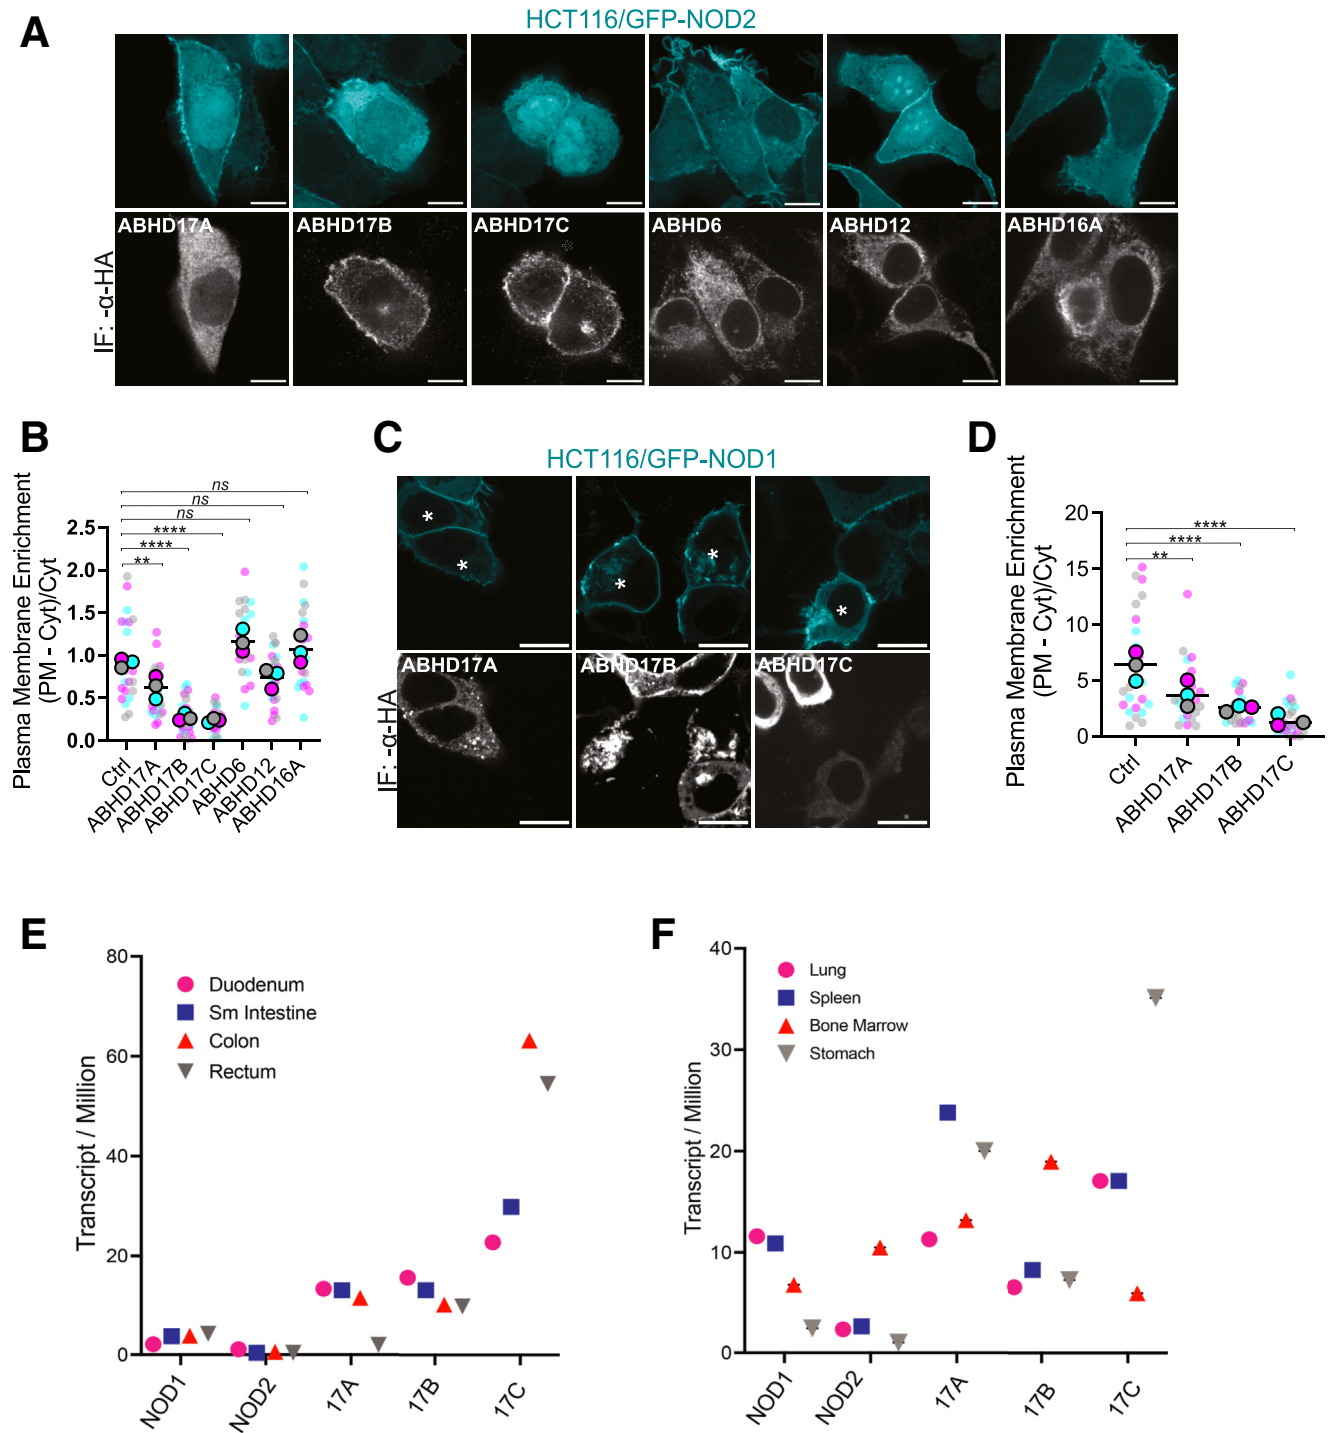 A
HCT116/GFP-NOD2
IF: -α-HA
ABHD17A
ABHD17B
ABHD17C
*
ABHD6
ABHD12
ABHD16A
B
Plasma Membrane Enrichment
(PM - Cyt)/Cyt
ns
ns
ns
****
****
**
2.5
2.0
1.5
1.0
0.5
0.0
Ctrl
ABHD17A
ABHD17B
ABHD17C
ABHD6
ABHD12
ABHD16A
C
HCT116/GFP-NOD1
*
*
*
*
*
IF: -α-HA
ABHD17A
ABHD17B
ABHD17C
D
Plasma Membrane Enrichment
(PM - Cyt)/Cyt
****
****
**
20
15
10
5
0
Ctrl
ABHD17A
ABHD17B
ABHD17C
E
Transcript / Million
80
60
40
20
0
Duodenum
Sm Intestine
Colon
Rectum
NOD1
NOD2
17A
17B
17C
F
Transcript / Million
40
30
20
10
0
Lung
Spleen
Bone Marrow
Stomach
NOD1
NOD2
17A
17B
17C